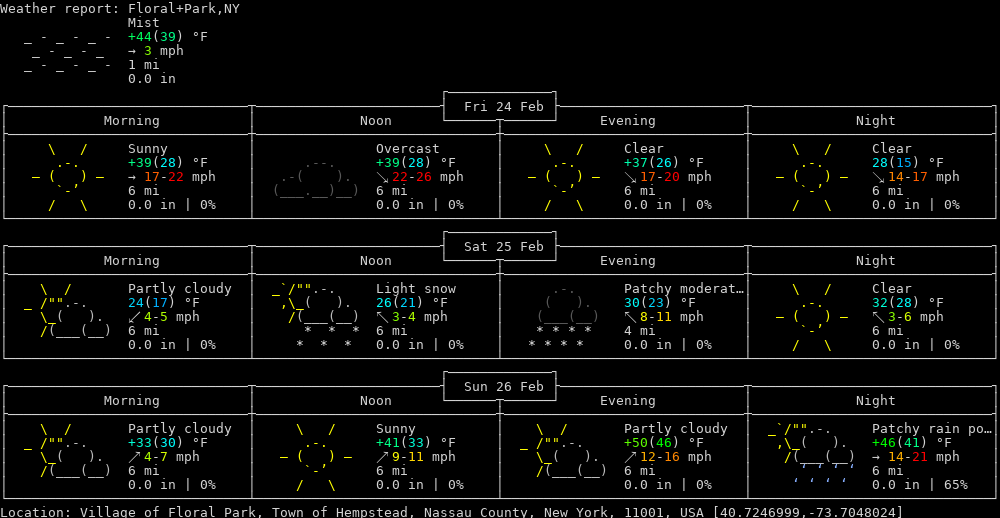 Weather report: Floral+Park,NY
Mist
+44(39) °F
→ 3 mph
1 mi
0.0 in
Fri 24 Feb
Morning Noon Evening Night
Sunny Overcast Clear Clear
+39(28) °F +39(28) °F +37(26) °F 28(15) °F
→ 17-22 mph ↘ 22-26 mph ↘ 17-20 mph ↘ 14-17 mph
6 mi 6 mi 6 mi 6 mi
0.0 in | 0% 0.0 in | 0% 0.0 in | 0% 0.0 in | 0%
Sat 25 Feb
Morning Noon Evening Night
Partly cloudy Light snow Patchy moderat… Clear
24(17) °F 26(21) °F 30(23) °F 32(28) °F
↙ 4-5 mph ↖ 3-4 mph ↖ 8-11 mph ↖ 3-6 mph
6 mi 6 mi 4 mi 6 mi
0.0 in | 0% 0.0 in | 0% 0.0 in | 0% 0.0 in | 0%
Sun 26 Feb
Morning Noon Evening Night
Partly cloudy Sunny Partly cloudy Patchy rain po…
+33(30) °F +41(33) °F +50(46) °F +46(41) °F
↗ 4-7 mph ↗ 9-11 mph ↗ 12-16 mph → 14-21 mph
6 mi 6 mi 6 mi 6 mi
0.0 in | 0% 0.0 in | 0% 0.0 in | 0% 0.0 in | 65%
Location: Village of Floral Park, Town of Hempstead, Nassau County, New York, 11001, USA [40.7246999,-73.7048024]